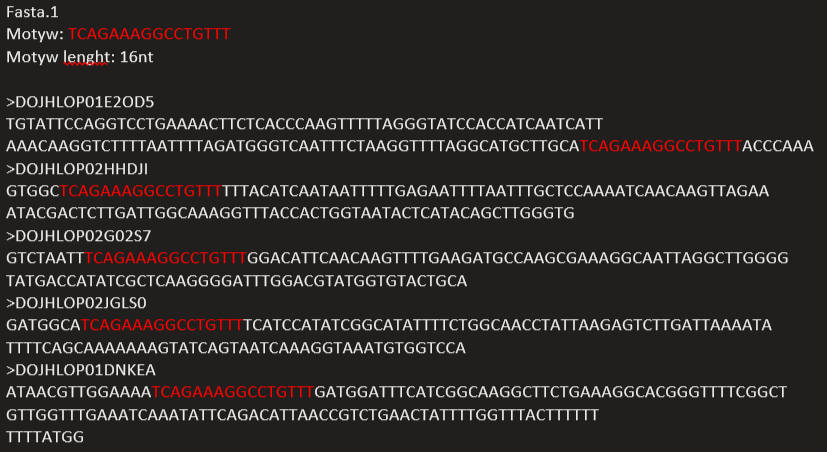 Fasta.1
Motyw: TCAGAAAGGCCTGTTT
Motyw lenght: 16nt
>DOJHLOP01E2OD5
TGTATTCCAGGTCCTGAAAACTTCTCACCCAAGTTTTTAGGGTATCCACCATCAATCATT
AAACAAGGTCTTTTAATTTTAGATGGGTCAATTTCTAAGGTTTTAGGCATGCTTGCATCAGAAAGGCCTGTTTACCCAAA
>DOJHLOP02HHDJI
GTGGCTCAGAAAGGCCTGTTTTTTACATCAATAATTTTTGAGAATTTTAATTTGCTCCAAAATCAACAAGTTAGAA
ATACGACTCTTGATTGGCAAAGGTTTACCACTGGTAATACTCATACAGCTTGGGTG
>DOJHLOP02G02S7
GTCTAATTTCAGAAAGGCCTGTTTGGACATTCAACAAGTTTTGAAGATGCCAAGCGAAAGGCAATTAGGCTTGGGG
TATGACCATATCGCTCAAGGGGATTTGGACGTATGGTGTACTGCA
>DOJHLOP02JGLS0
GATGGCATCAGAAAGGCCTGTTTTCATCCATATCGGCATATTTTCTGGCAACCTATTAAGAGTCTTGATTAAAATA
TTTTCAGCAAAAAAAGTATCAGTAATCAAAGGTAAATGTGGTCCA
>DOJHLOP01DNKEA
ATAACGTTGGAAAATCAGAAAGGCCTGTTTGATGGATTTCATCGGCAAGGCTTCTGAAAGGCACGGGTTTTCGGCT
GTTGGTTTGAAATCAAATATTCAGACATTAACCGTCTGAACTATTTTGGTTTACTTTTTT
TTTTATGG